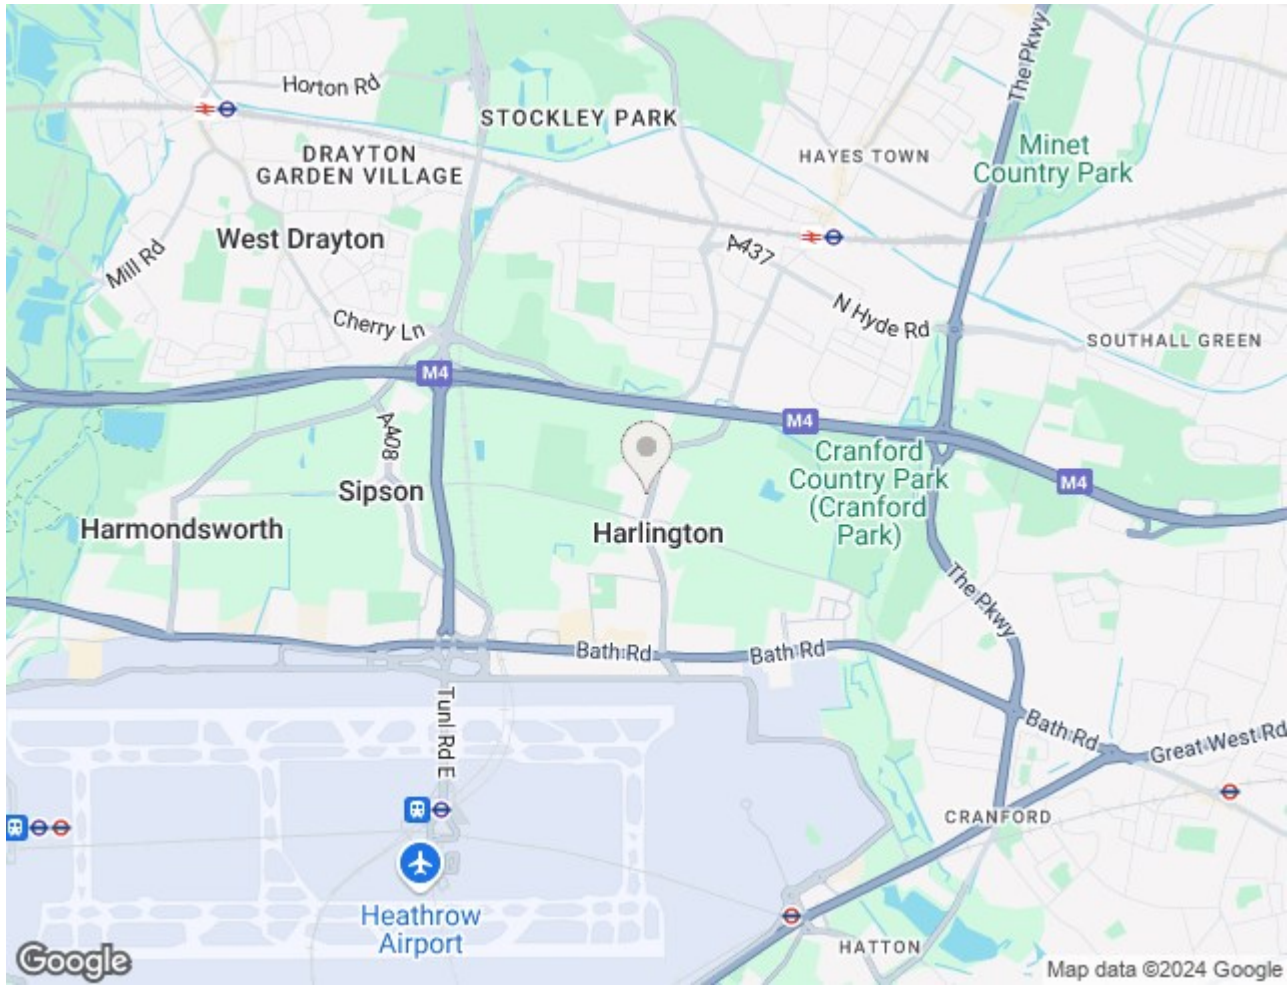 The Pkwy
Horton Rd
STOCKLEY PARK
Minet
Country Park
HAYES TOWN
DRAYTON
GARDEN VILLAGE
West Drayton
A437
Mill Rd
N Hyde Rd
Cherry Ln
SOUTHALL GREEN
M4
M4
A408
Cranford
Country Park
(Cranford
Park)
M4
Sipson
Harmondsworth
Harlington
The Pkwy
Bath Rd
Bath Rd
Tunl Rd E
Bath Rd
Great West Rd
CRANFORD
Heathrow
Airport
HATTON
Google
Map data ©2024 Google